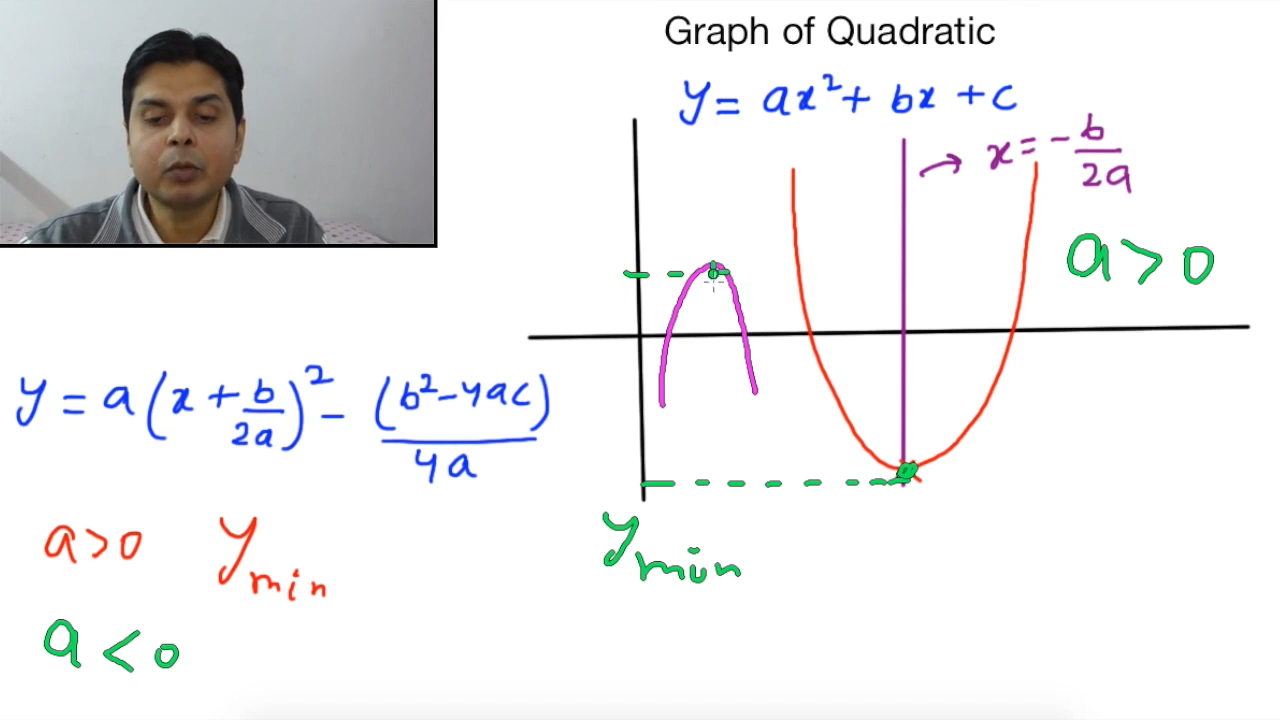 Graph of Quadratic
y = ax² + bx + c
x = -b/2a
a > 0
y = a(x + b/2a)² - (b² - 4ac)/4a
a > 0 y min
y min
a < 0